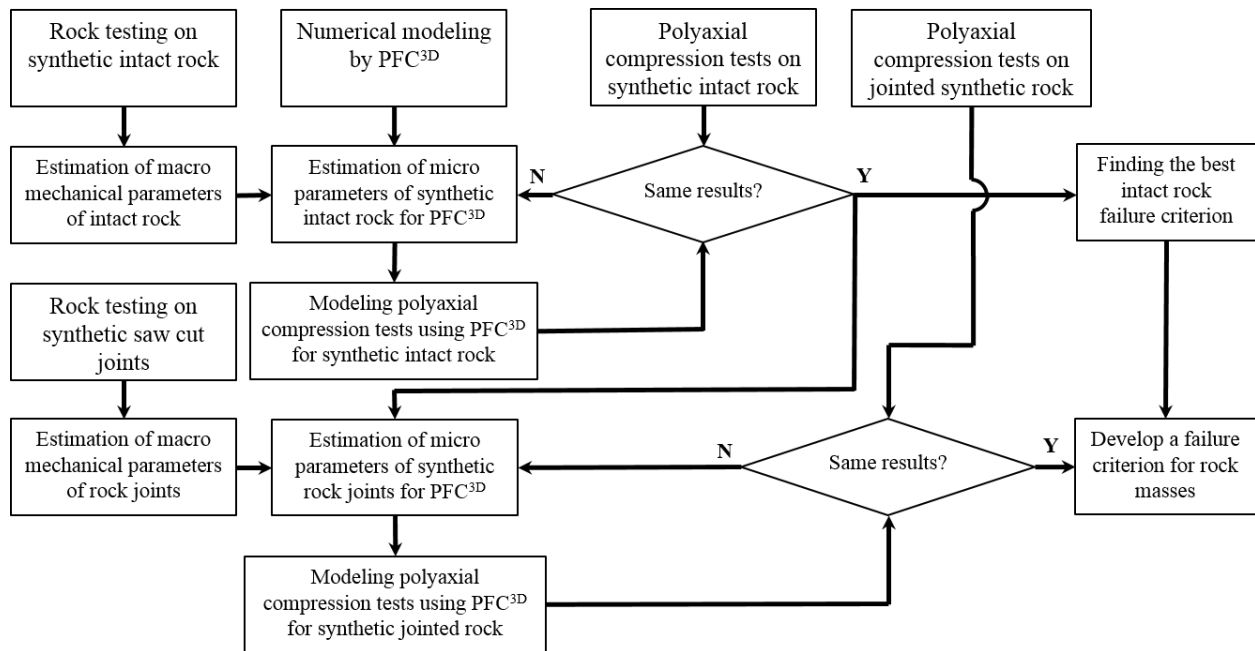 Rock testing on
synthetic intact rock
Numerical modeling
by PFC3D
Polyaxial
compression tests on
synthetic intact rock
Polyaxial
compression tests on
jointed synthetic rock
Estimation of macro
mechanical parameters
of intact rock
Estimation of micro
parameters of synthetic
intact rock for PFC3D
N
Same results?
Y
Finding the best
intact rock
failure criterion
Rock testing on
synthetic saw cut
joints
Modeling polyaxial
compression tests using PFC3D
for synthetic intact rock
Estimation of macro
mechanical parameters
of rock joints
Estimation of micro
parameters of synthetic
rock joints for PFC3D
N
Same results?
Y
Develop a failure
criterion for rock
masses
Modeling polyaxial
compression tests using PFC3D
for synthetic jointed rock